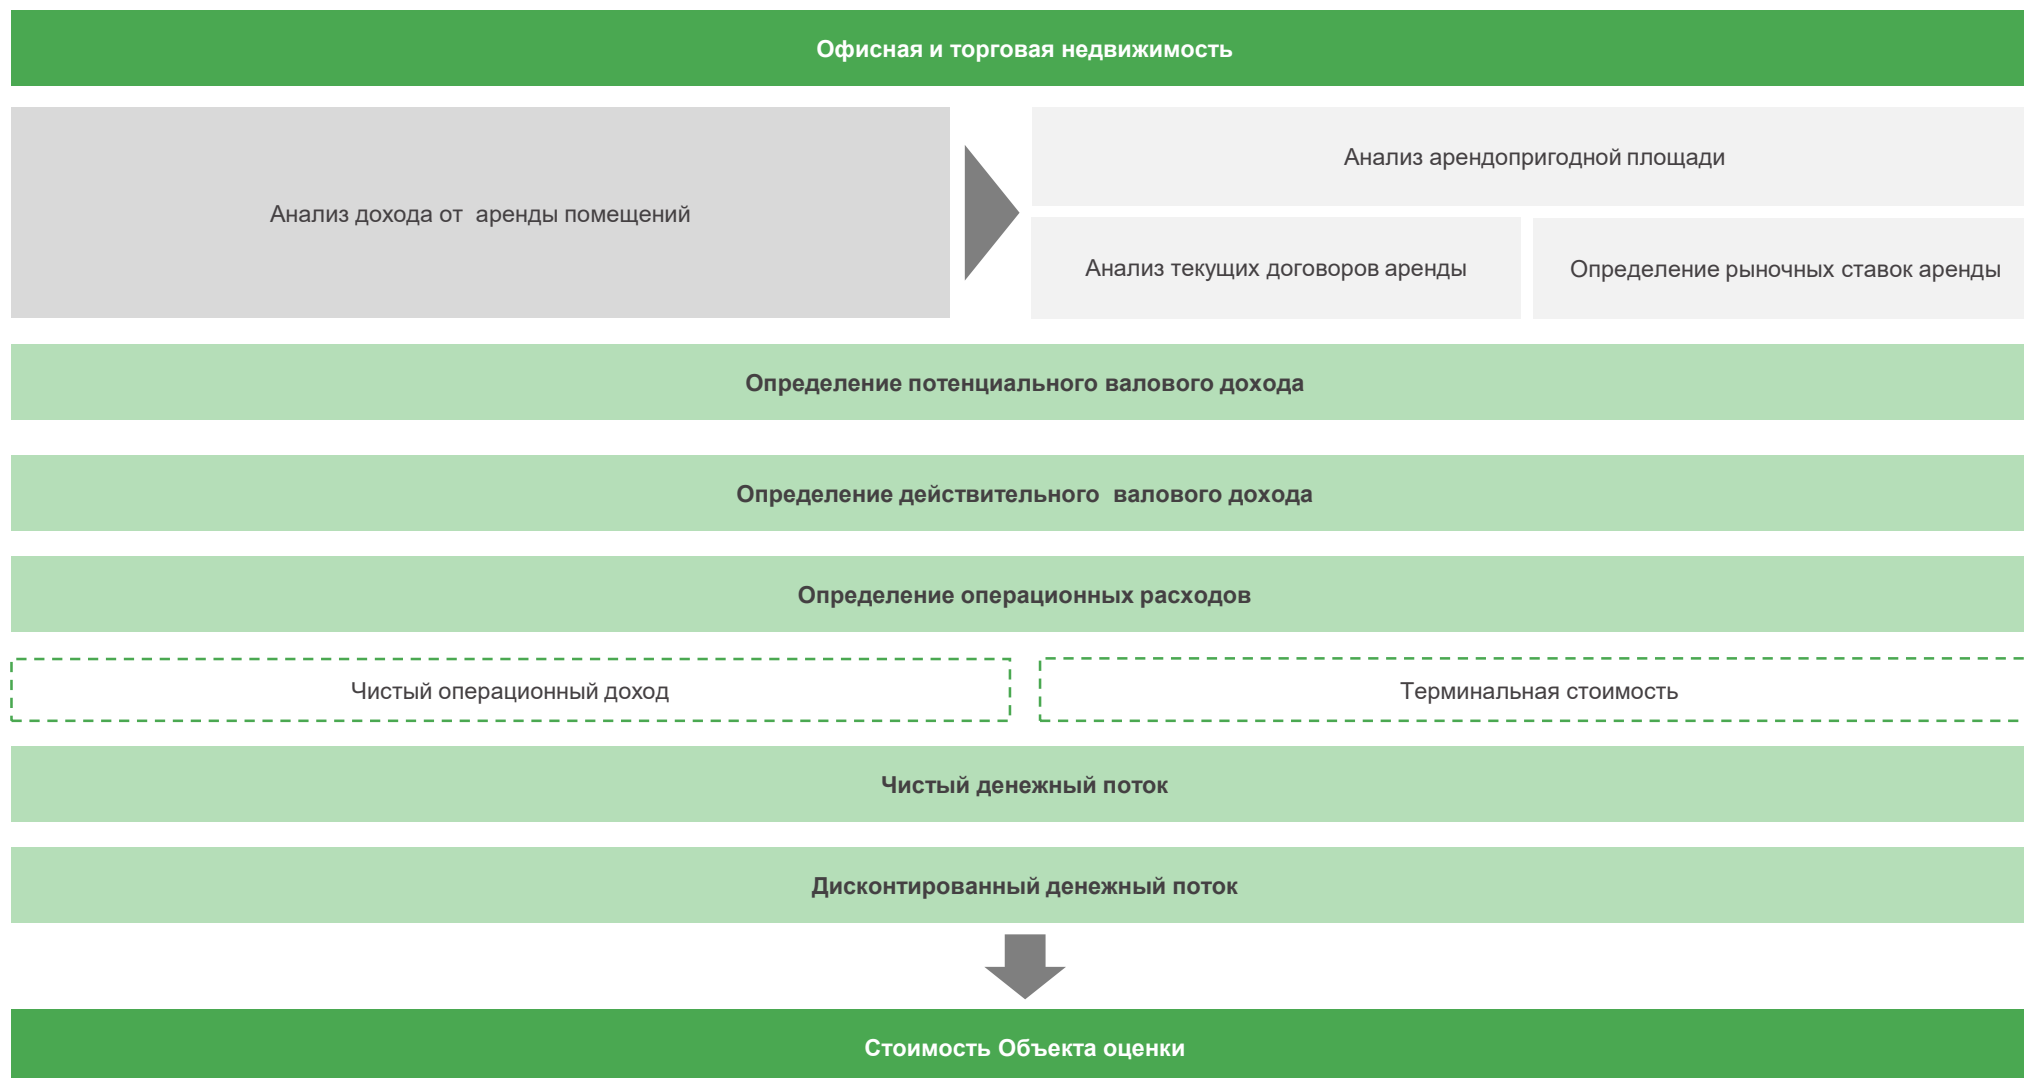 Офисная и торговая недвижимость
Анализ дохода от  аренды помещений
Анализ арендопригодной площади
Анализ текущих договоров аренды
Определение рыночных ставок аренды
Определение потенциального валового дохода
Определение действительного  валового дохода
Определение операционных расходов
Чистый операционный доход
Терминальная стоимость
Чистый денежный поток
Дисконтированный денежный поток
Стоимость Объекта оценки